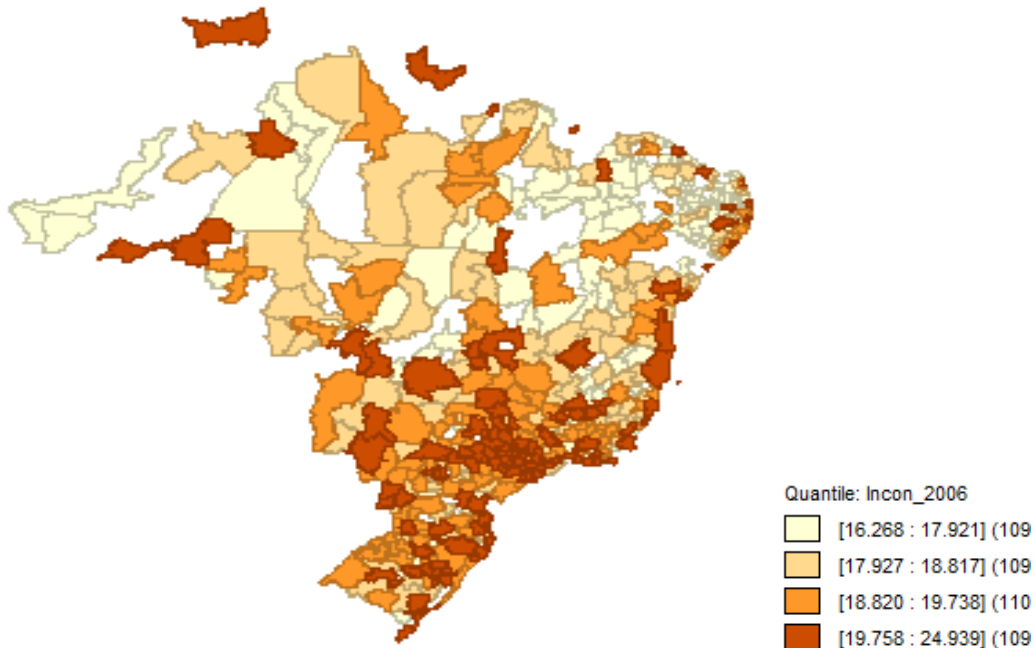 Quantile: Incon_2006
[16.268 : 17.921] (109
[17.927 : 18.817] (109
[18.820 : 19.738] (110
[19.758 : 24.939] (109